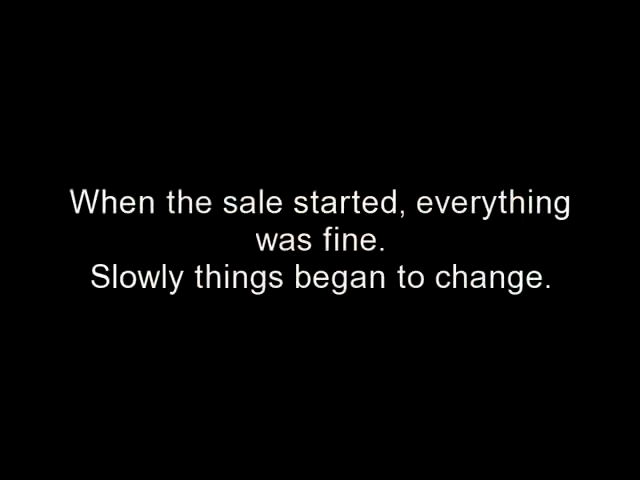 When the sale started, everything
was fine.
Slowly things began to change.